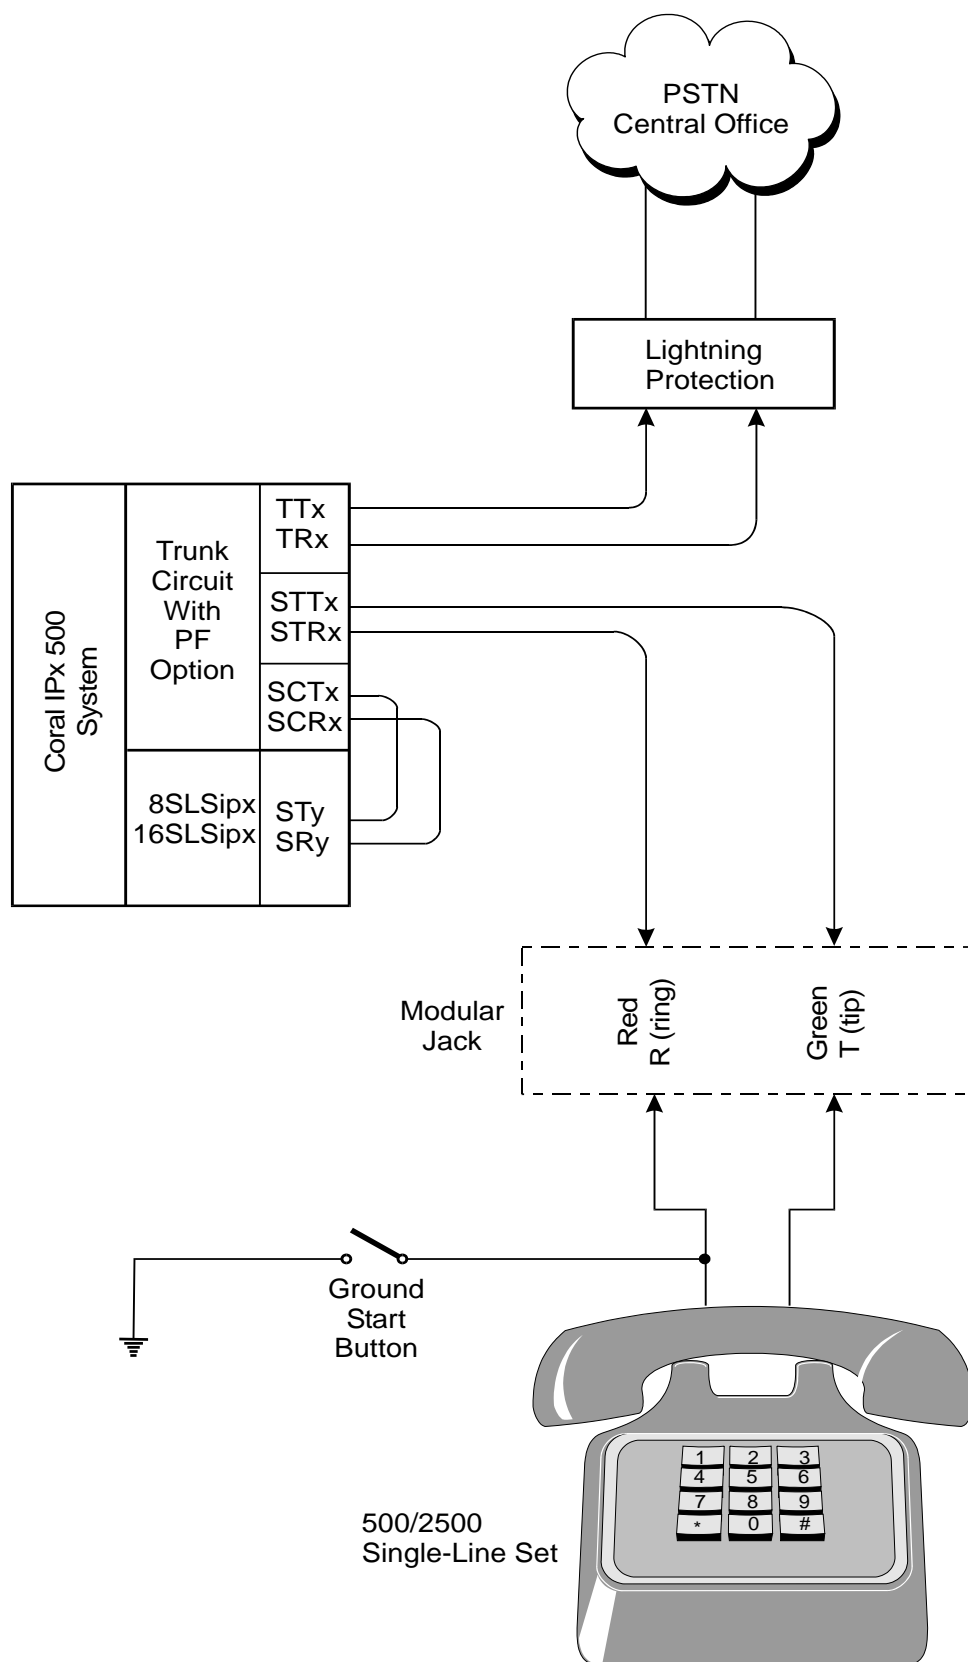 PSTN
Central Office
Lightning
Protection
Coral IPx 500
System
Trunk
Circuit
With
PF
Option
TTx
TRx
STTx
STRx
SCTx
SCRx
8SLSipx
16SLSipx
STy
SRy
Modular
Jack
Red
R (ring)
Green
T (tip)
Ground
Start
Button
500/2500
Single-Line Set
1 2 3
4 5 6
7 8 9
* 0 #